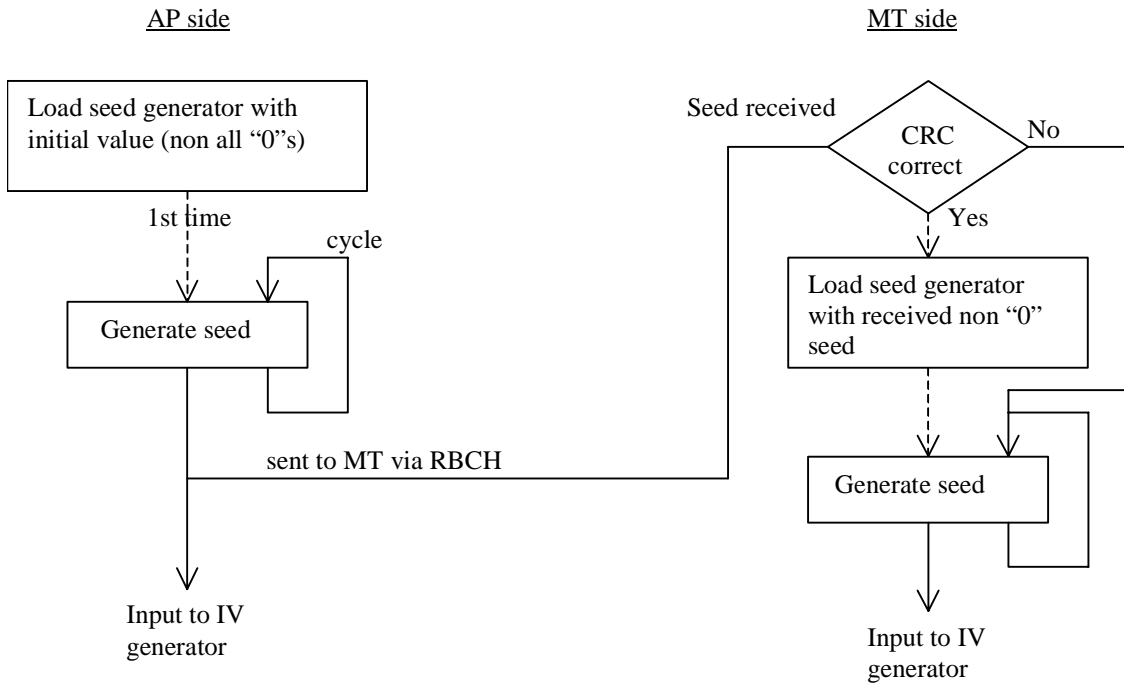 AP side
MT side
Load seed generator with
initial value (non all “0”s)
1st time
cycle
Generate seed
sent to MT via RBCH
Input to IV
generator
Seed received
CRC
correct
No
Yes
Load seed generator
with received non “0”
seed
Generate seed
Input to IV
generator